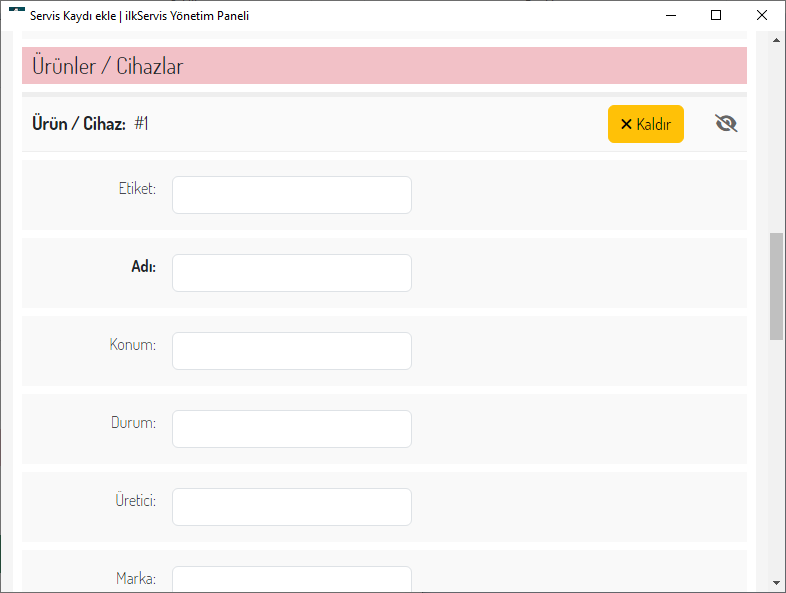 Servis Kaydı ekle | ilkServis Yönetim Paneli
Ürünler / Cihazlar
Ürün / Cihaz: #1
Kaldır
Etiket:
Adı:
Konum:
Durum:
Üretici:
Marka: